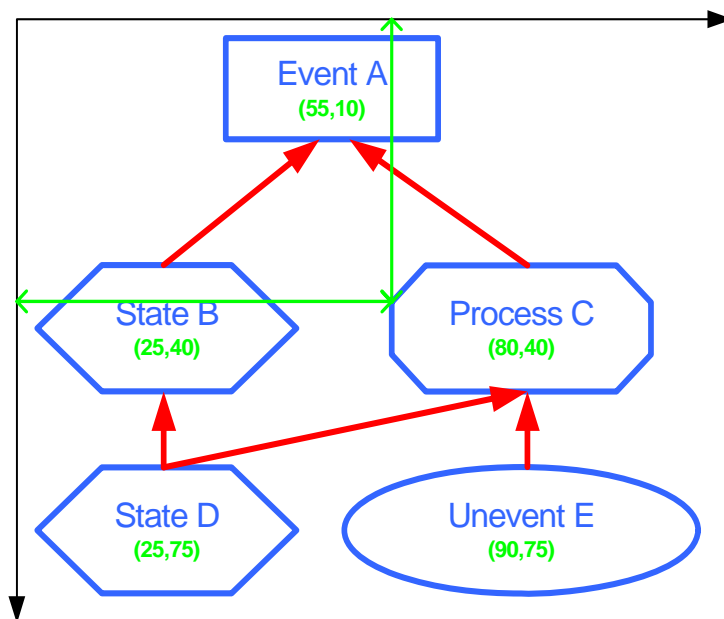 Event A
(55,10)
State B
(25,40)
Process C
(80,40)
State D
(25,75)
Unevent E
(90,75)